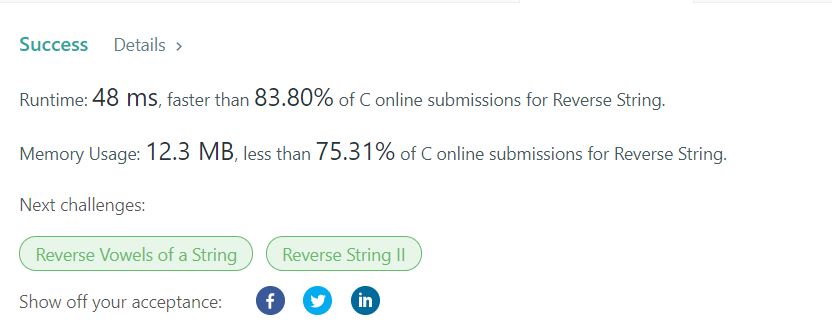 Success Details >
Runtime: 48 ms, faster than 83.80% of C online submissions for Reverse String.
Memory Usage: 12.3 MB, less than 75.31% of C online submissions for Reverse String.
Next challenges:
Reverse Vowels of a String Reverse String II
Show off your acceptance: f in